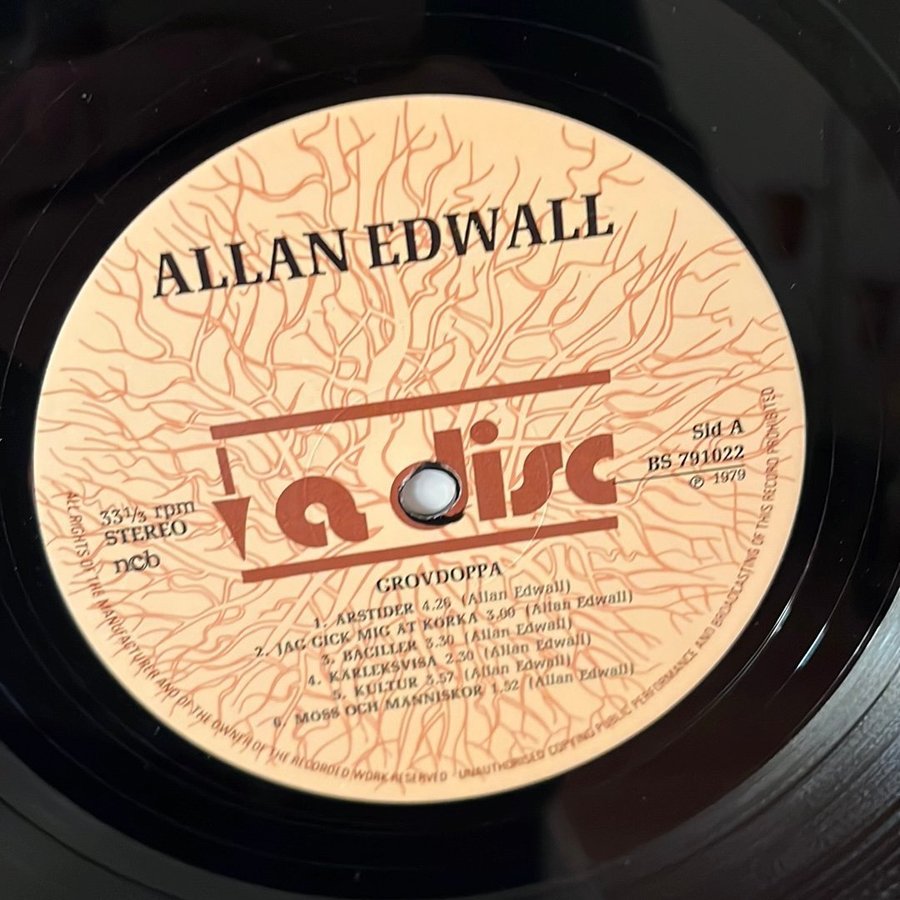 ALLAN EDWALL
a disc
Sid A
BS 791022
℗ 1979
33⅓ rpm
STEREO
ncb
GROVDOPPA
1. ÅRSTIDER 4.26 (Allan Edwall)
2. JAG GICK MIG ÅT KORKA 3.00 (Allan Edwall)
3. BACILLER 3.30 (Allan Edwall)
4. KÄRLEKSVISA 2.30 (Allan Edwall)
5. KULTUR 3.57 (Allan Edwall)
6. MOSS OCH MÄNNISKOR 1.52 (Allan Edwall)
ALL RIGHTS OF THE MANUFACTURER AND OF THE OWNER OF THE RECORDED WORK RESERVED - UNAUTHORISED COPYING PUBLIC PERFORMANCE AND BROADCASTING OF THIS RECORD PROHIBITED